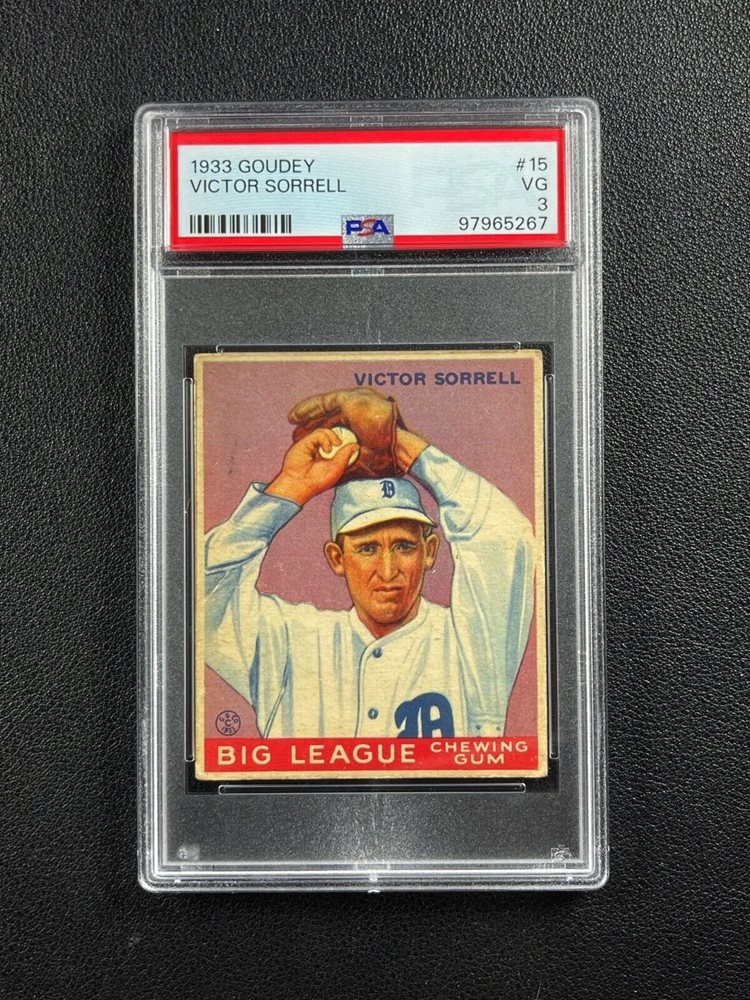 1933 GOUDEY #15
VICTOR SORRELL VG
3
PSA 97965267
VICTOR SORRELL
D
D
BIG LEAGUE CHEWING
GUM